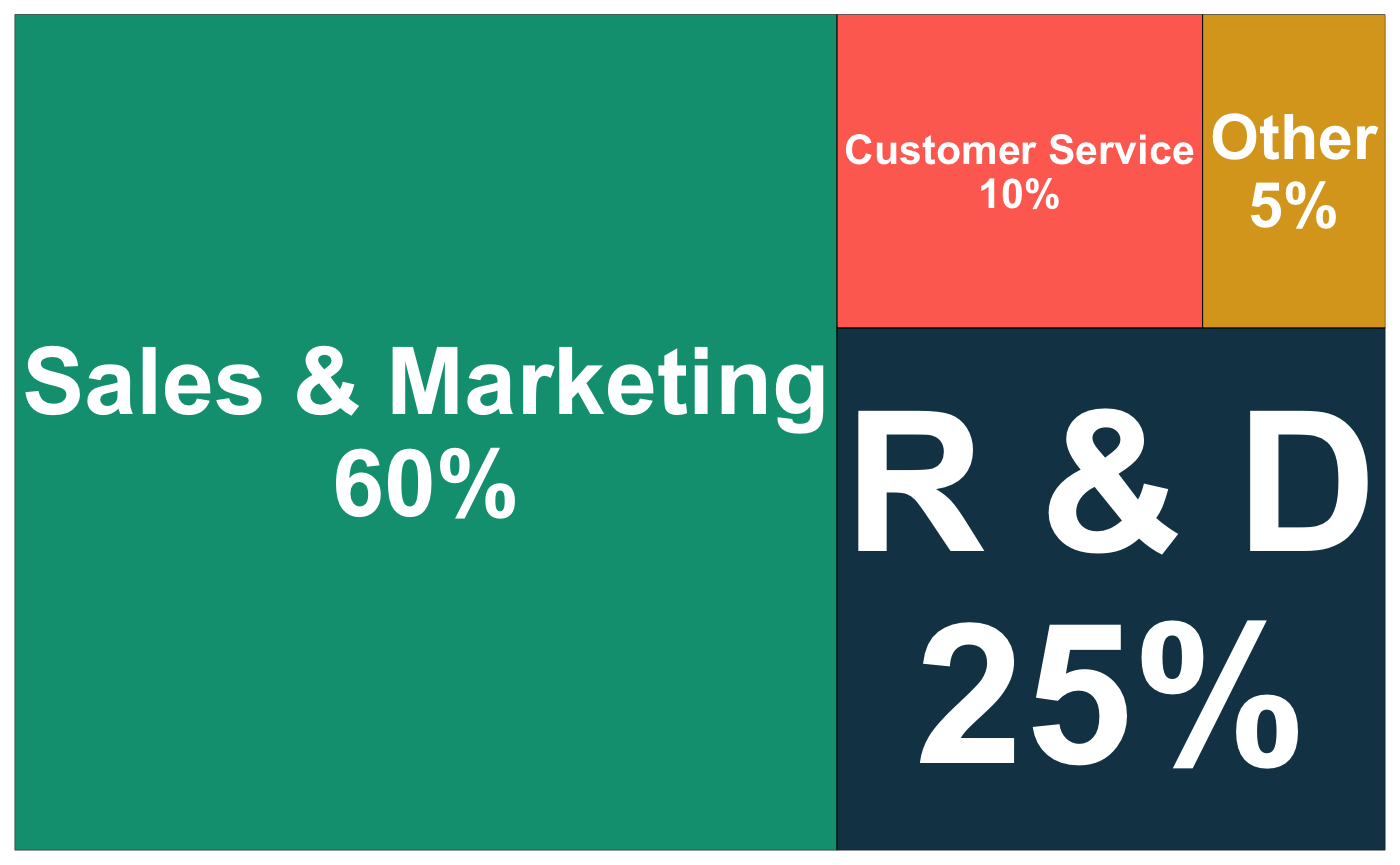 Sales & Marketing
60%
Customer Service
10%
Other
5%
R & D
25%